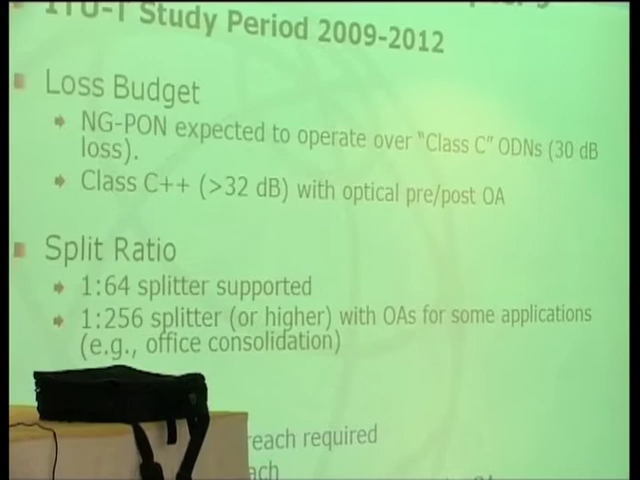 ITU-T Study Period 2009-2012
Loss Budget
NG-PON expected to operate over "Class C" ODNs (30 dB
loss).
Class C++ (>32 dB) with optical pre/post OA
Split Ratio
1:64 splitter supported
1:256 splitter (or higher) with OAs for some applications
(e.g., office consolidation)
reach required